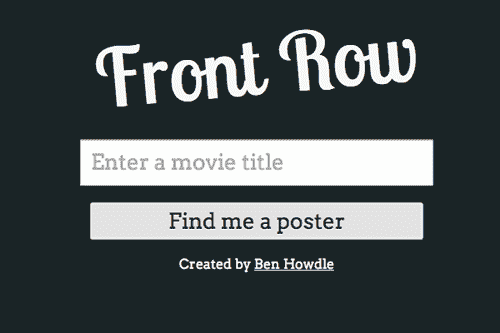 Front Row
Enter a movie title
Find me a poster
Created by Ben Howdle